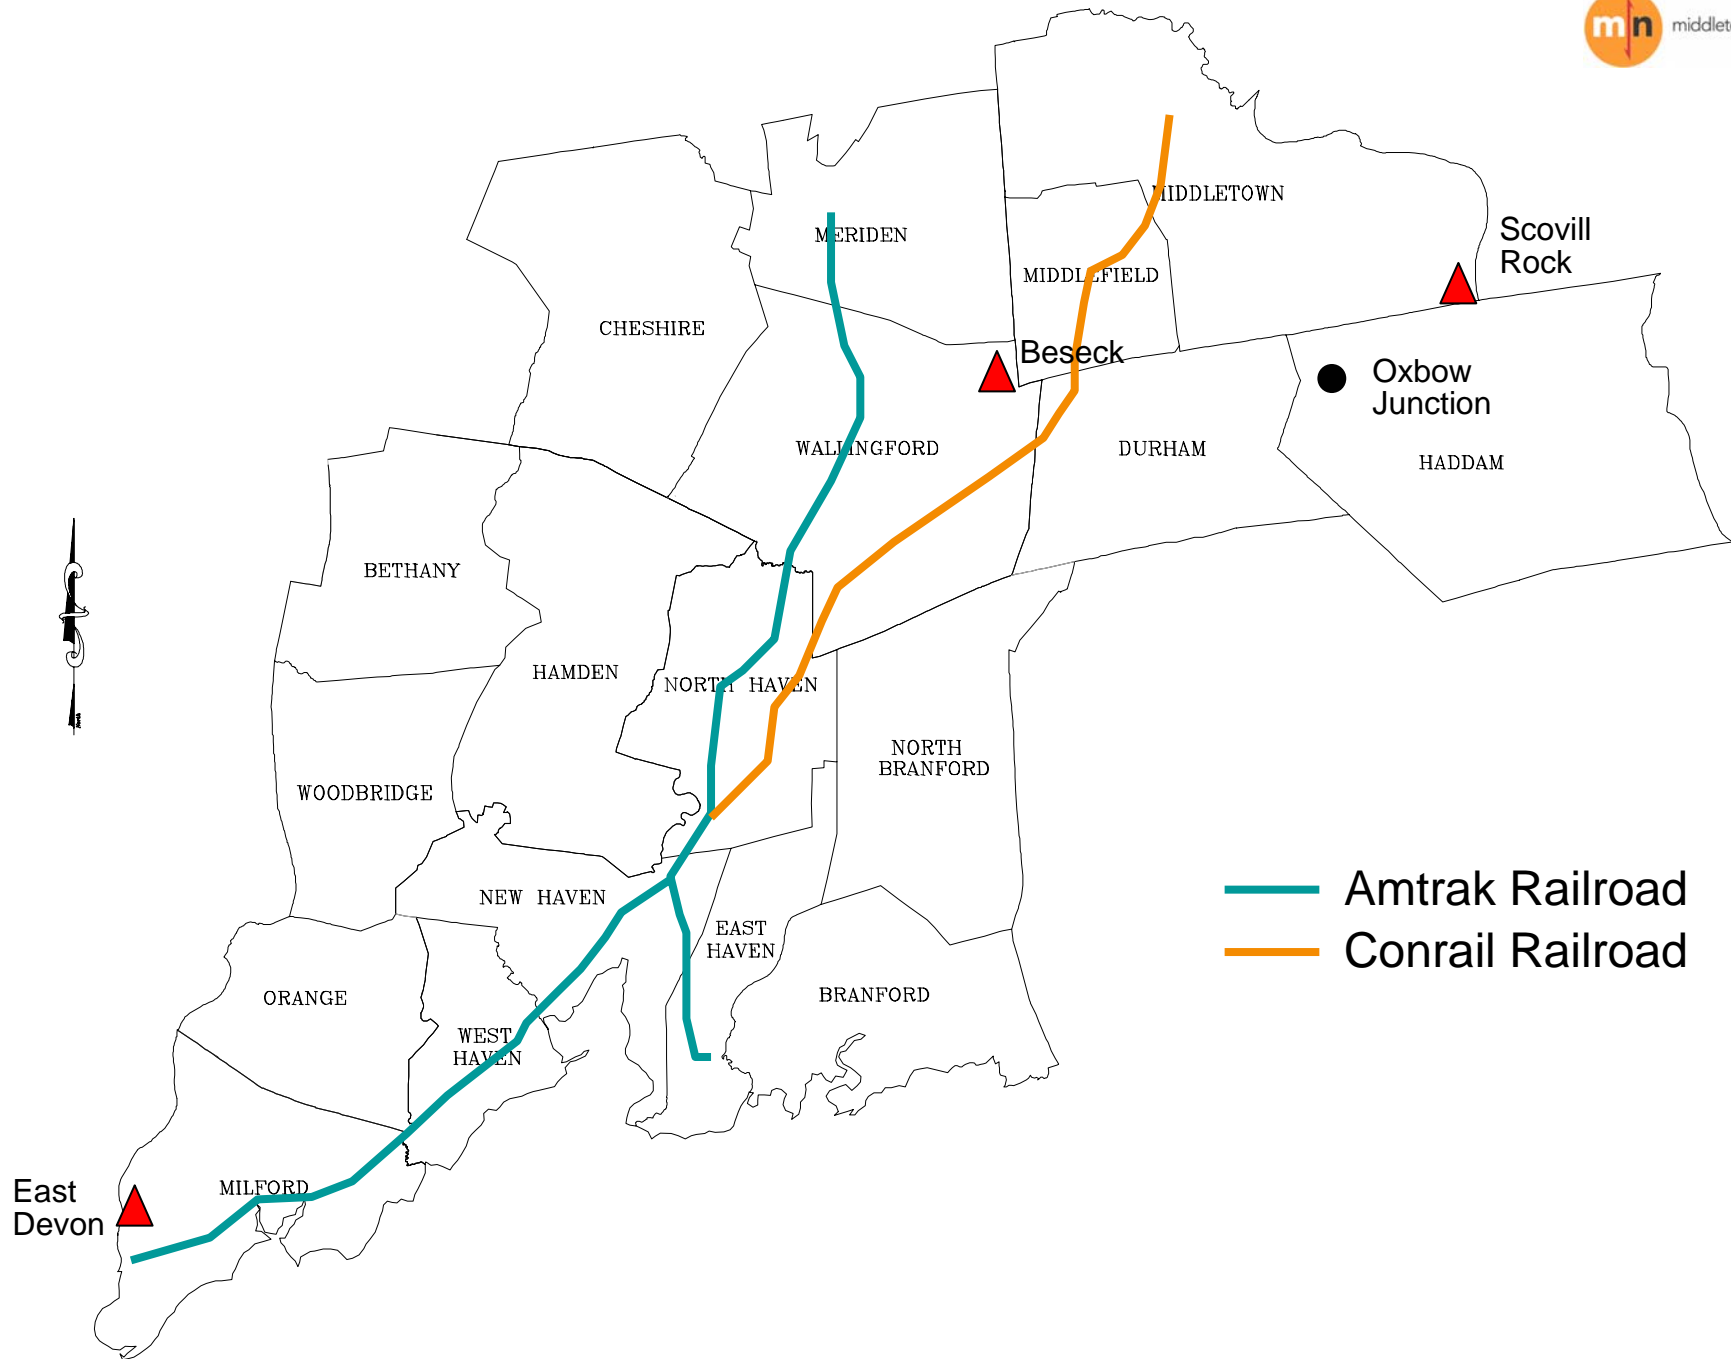 m n middlet
MIDDLETOWN
MERIDEN
Scovill
Rock
MIDDLEFIELD
CHESHIRE
Beseck
Oxbow
Junction
WALLINGFORD
DURHAM
HADDAM
BETHANY
HAMDEN
NORTH HAVEN
North
NORTH
BRANFORD
WOODBRIDGE
Amtrak Railroad
NEW HAVEN
EAST
HAVEN
Conrail Railroad
BRANFORD
ORANGE
WEST
HAVEN
MILFORD
East
Devon